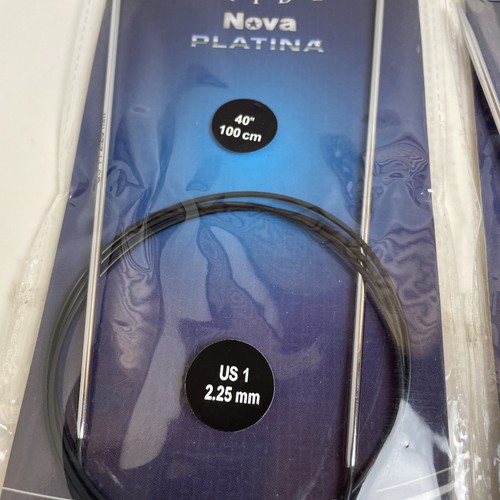 Nova
PLATINA
40"
100 cm
US 1
2.25 mm